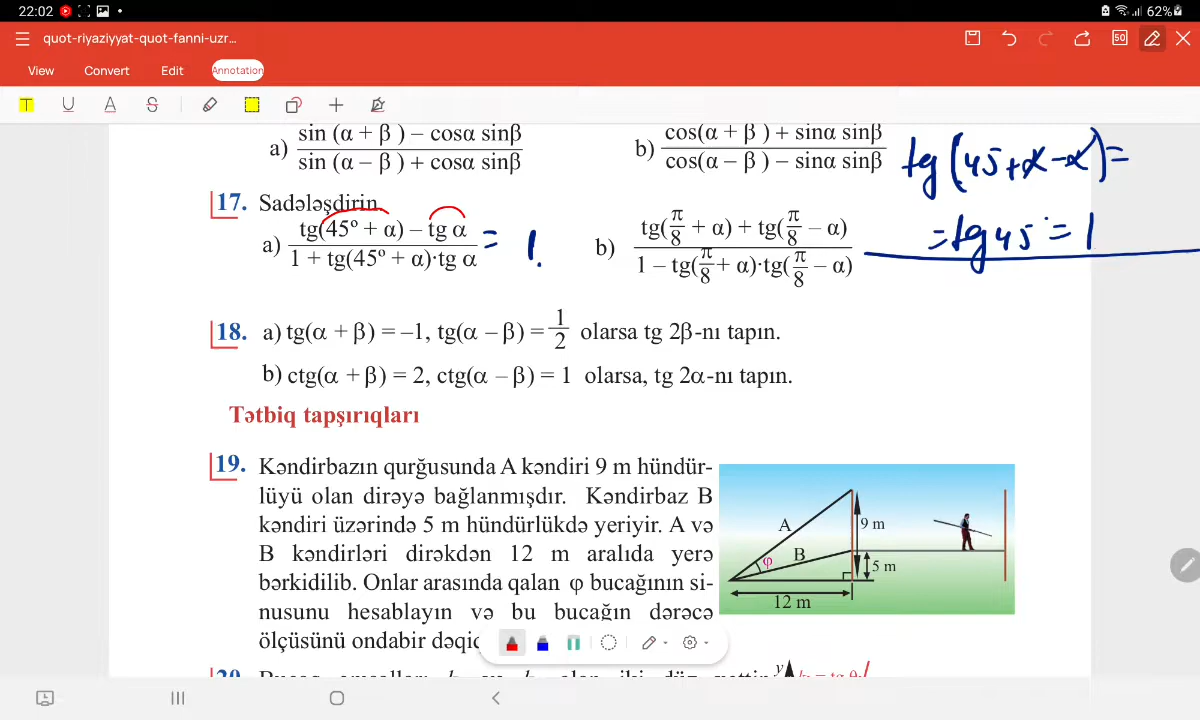 22:02
62%
quot-riyaziyyat-quot-fanni-uzr...
50
View Convert Edit Annotation
a) sin (α + β ) – cosα sinβ / sin (α – β ) + cosα sinβ
b) cos(α + β ) + sinα sinβ / cos(α – β ) – sinα sinβ
tg(45+α-α)=
=tg45=1
17. Sadələşdirin
a) tg(45º + α) – tg α / 1 + tg(45º + α)·tg α = 1.
b) tg(π/8 + α) + tg(π/8 – α) / 1 – tg(π/8 + α)·tg(π/8 – α)
18. a) tg(α + β) = –1, tg(α – β) = 1/2 olarsa tg 2β-nı tapın.
b) ctg(α + β) = 2, ctg(α – β) = 1 olarsa, tg 2α-nı tapın.
Tətbiq tapşırıqları
19. Kəndirbazın qurğusunda A kəndiri 9 m hündür-
lüyü olan dirəyə bağlanmışdır. Kəndirbaz B
kəndiri üzərində 5 m hündürlükdə yeriyir. A və
B kəndirləri dirəkdən 12 m aralıda yerə
bərkidilib. Onlar arasında qalan φ bucağının si-
nusunu hesablayın və bu bucağın dərəcə
ölçüsünü ondabir dəqiq
A
9 m
B
φ
5 m
12 m
20.
y